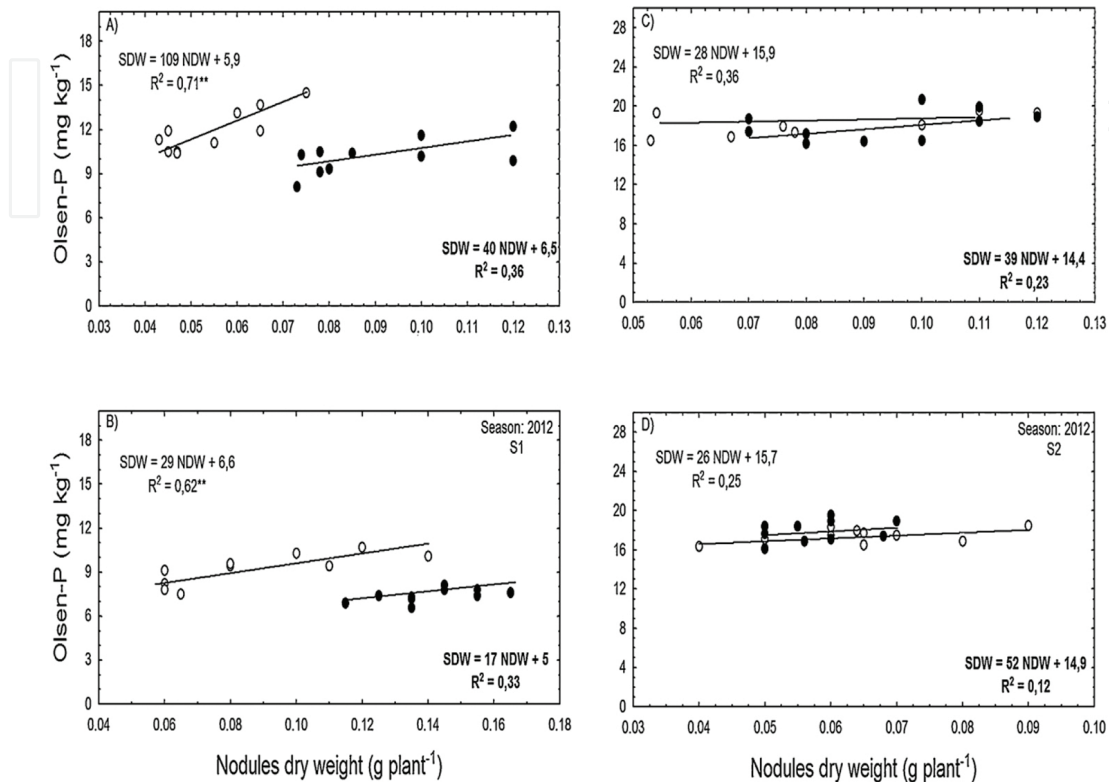 A)
SDW = 109 NDW + 5,9
R² = 0,71**
Olsen-P (mg kg⁻¹)
18
15
12
9
6
3
0
SDW = 40 NDW + 6,5
R² = 0,36
0.03 0.04 0.05 0.06 0.07 0.08 0.09 0.10 0.11 0.12 0.13
C)
SDW = 28 NDW + 15,9
R² = 0,36
28
24
20
16
12
8
4
0
SDW = 39 NDW + 14,4
R² = 0,23
0.05 0.06 0.07 0.08 0.09 0.10 0.11 0.12 0.13
B)
Season: 2012
S1
SDW = 29 NDW + 6,6
R² = 0,62**
Olsen-P (mg kg⁻¹)
18
15
12
9
6
3
0
SDW = 17 NDW + 5
R² = 0,33
0.04 0.06 0.08 0.10 0.12 0.14 0.16 0.18
Nodules dry weight (g plant⁻¹)
D)
Season: 2012
S2
SDW = 26 NDW + 15,7
R² = 0,25
28
24
20
16
12
8
4
0
SDW = 52 NDW + 14,9
R² = 0,12
0.03 0.04 0.05 0.06 0.07 0.08 0.09 0.10
Nodules dry weight (g plant⁻¹)